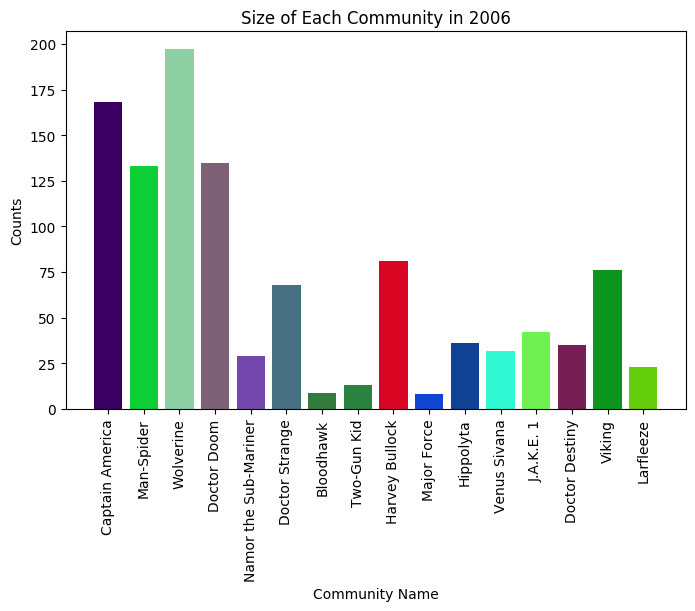 Size of Each Community in 2006
Counts
200
175
150
125
100
75
50
25
0
Captain America
Man-Spider
Wolverine
Doctor Doom
Namor the Sub-Mariner
Doctor Strange
Bloodhawk
Two-Gun Kid
Harvey Bullock
Major Force
Hippolyta
Venus Sivana
J.A.K.E. 1
Doctor Destiny
Viking
Larfleeze
Community Name